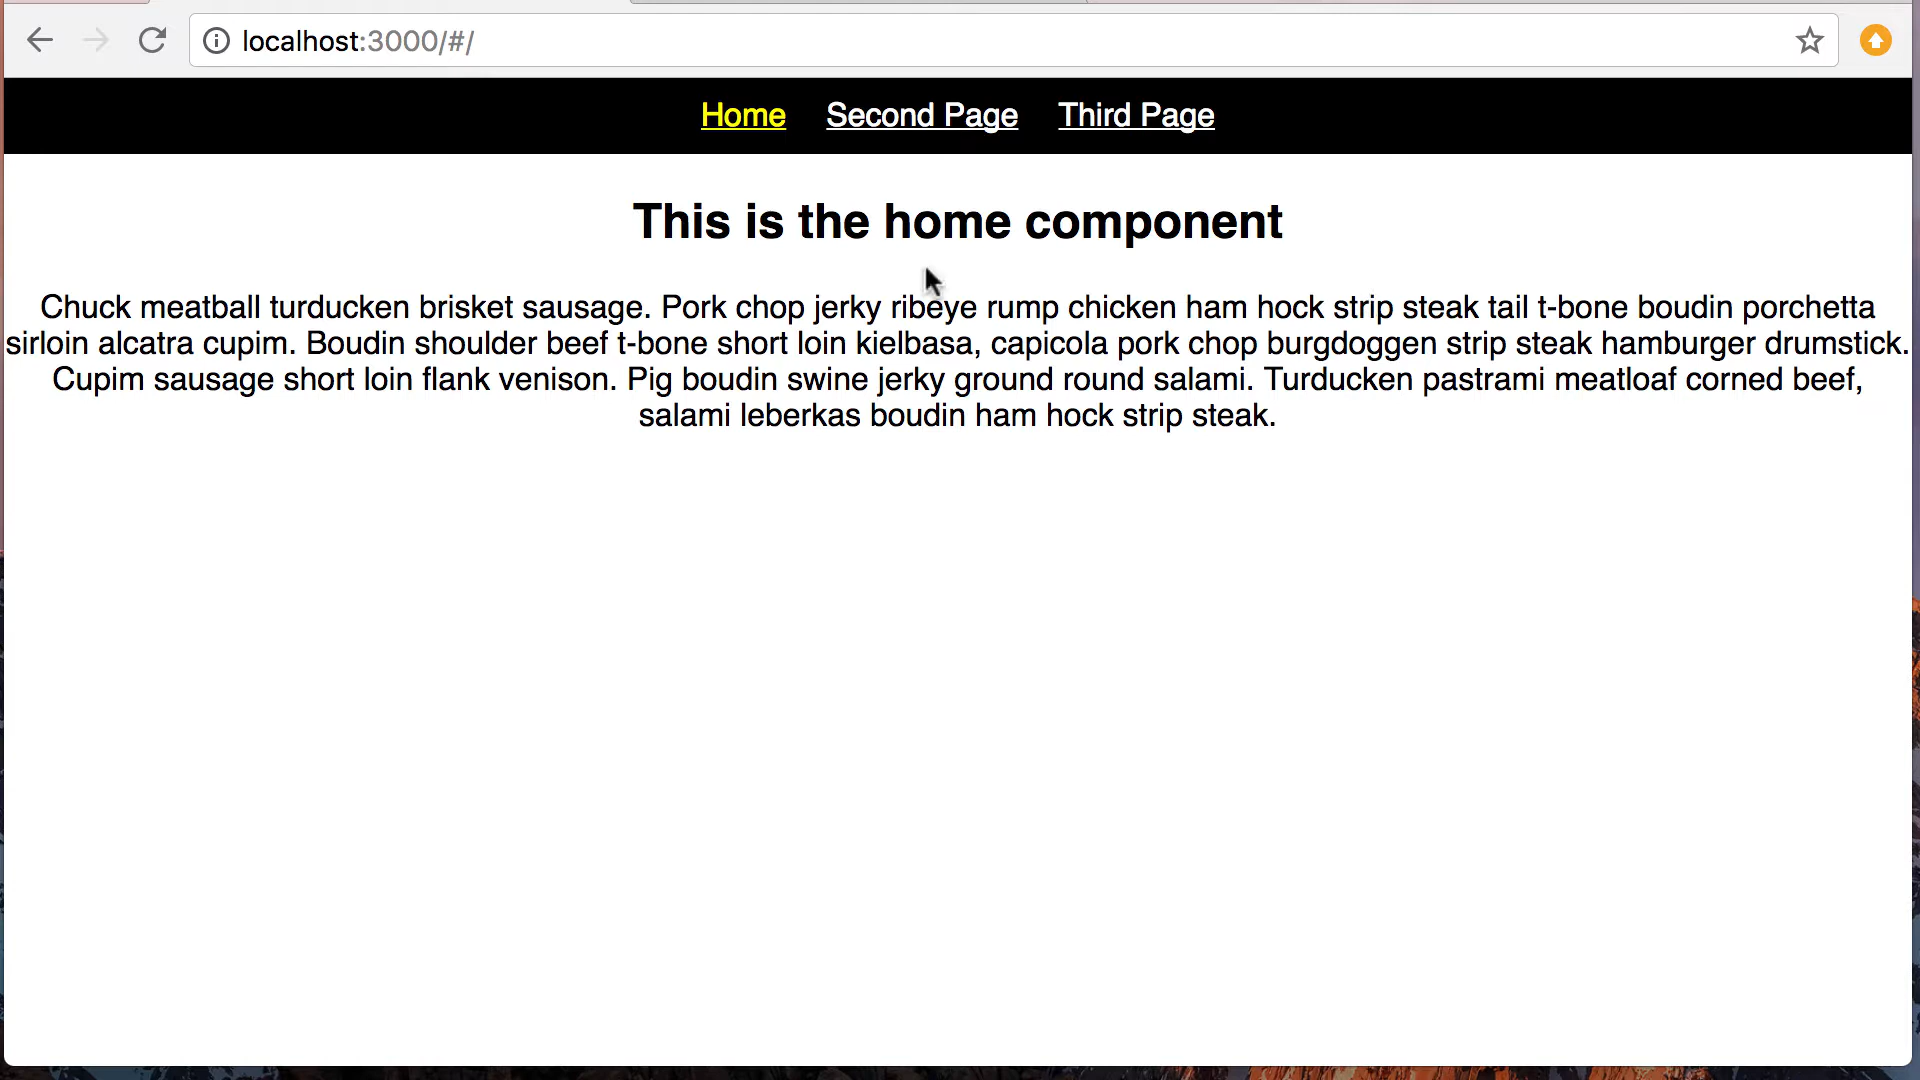 localhost:3000/#/
Home Second Page Third Page
This is the home component
Chuck meatball turducken brisket sausage. Pork chop jerky ribeye rump chicken ham hock strip steak tail t-bone boudin porchetta
sirloin alcatra cupim. Boudin shoulder beef t-bone short loin kielbasa, capicola pork chop burgdoggen strip steak hamburger drumstick.
Cupim sausage short loin flank venison. Pig boudin swine jerky ground round salami. Turducken pastrami meatloaf corned beef,
salami leberkas boudin ham hock strip steak.